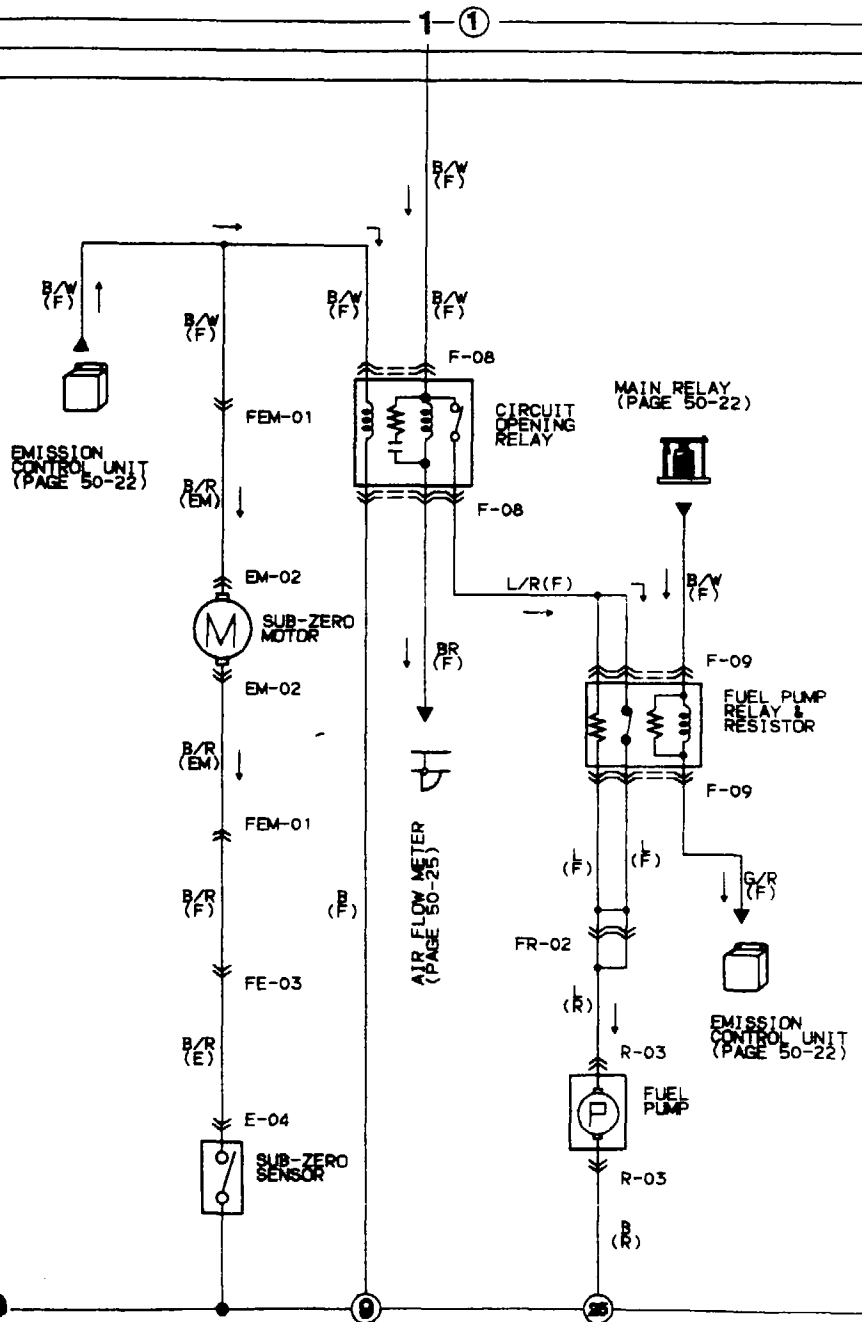 1 ①
B/W
(F)
B/W
(F)
B/W
(F)
B/W
(F)
B/W
(F)
F-08
MAIN RELAY
(PAGE 50-22)
FEM-01
CIRCUIT
OPENING
RELAY
EMISSION
CONTROL UNIT
(PAGE 50-22)
B/R
(EM)
F-08
EM-02
L/R(F)
B/W
(F)
M
SUB-ZERO
MOTOR
BR
(F)
F-09
EM-02
FUEL PUMP
RELAY &
RESISTOR
B/R
(EM)
F-09
FEM-01
AIR FLOW METER
(PAGE 50-25)
L
(F)
L
(F)
G/R
(F)
B/R
(F)
B
(F)
FR-02
FE-03
L
(R)
EMISSION
CONTROL UNIT
(PAGE 50-22)
B/R
(E)
R-03
FUEL
PUMP
P
E-04
SUB-ZERO
SENSOR
R-03
B
(R)
9